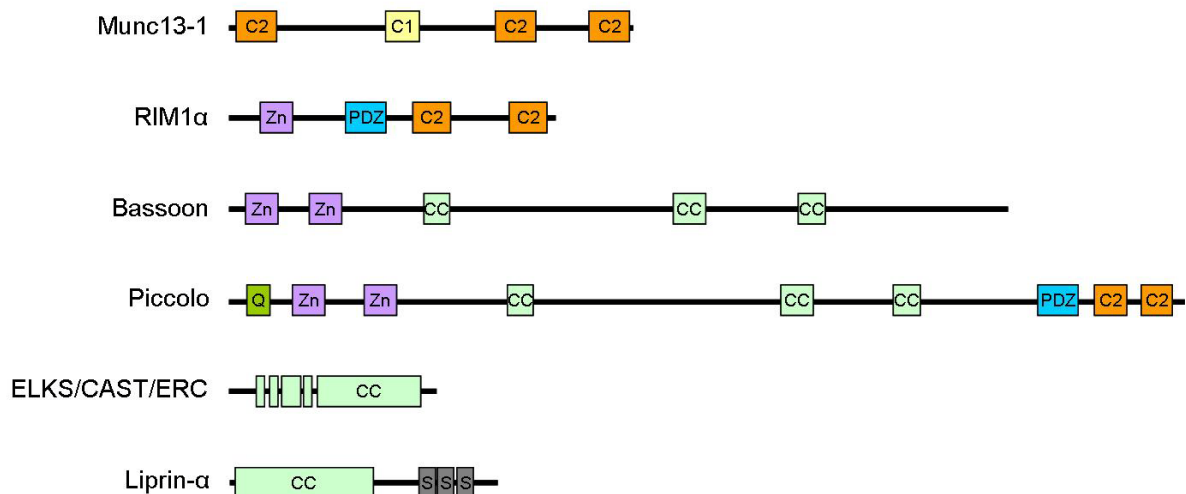 Munc13-1 C2 C1 C2 C2
RIM1α Zn PDZ C2 C2
Bassoon Zn Zn CC CC CC
Piccolo Q Zn Zn CC CC CC PDZ C2 C2
ELKS/CAST/ERC CC
Liprin-α CC S S S